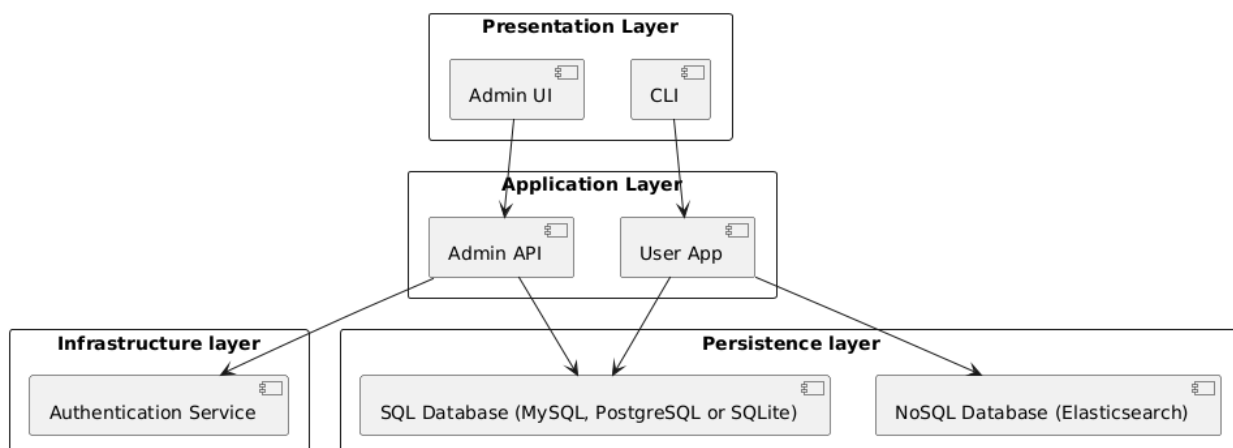 Presentation Layer
Admin UI
CLI
Application Layer
Admin API
User App
Infrastructure layer
Persistence layer
Authentication Service
SQL Database (MySQL, PostgreSQL or SQLite)
NoSQL Database (Elasticsearch)